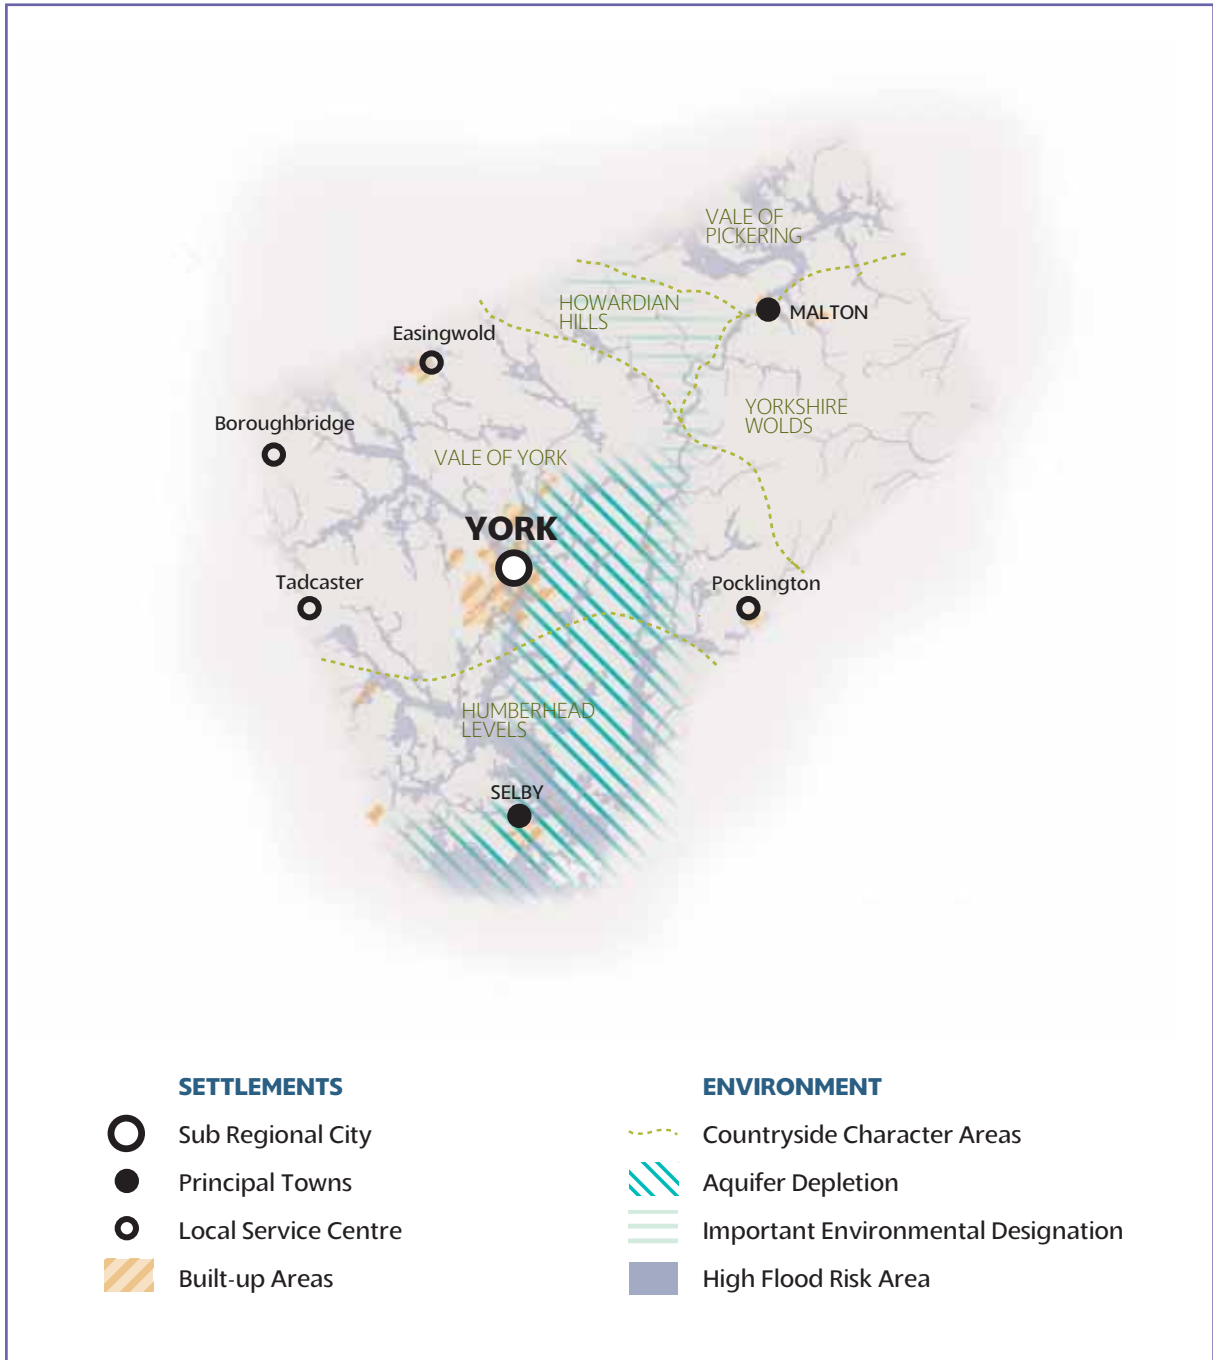 VALE OF
PICKERING
HOWARDIAN
HILLS
MALTON
Easingwold
YORKSHIRE
WOLDS
Boroughbridge
VALE OF YORK
YORK
Tadcaster
Pocklington
HUMBERHEAD
LEVELS
SELBY
SETTLEMENTS
Sub Regional City
Principal Towns
Local Service Centre
Built-up Areas
ENVIRONMENT
Countryside Character Areas
Aquifer Depletion
Important Environmental Designation
High Flood Risk Area